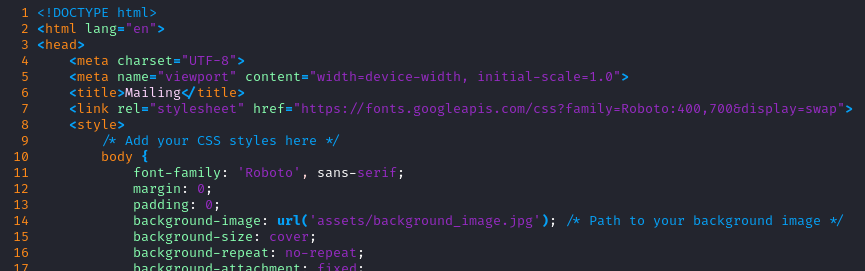 1 <!DOCTYPE html>
2 <html lang="en">
3 <head>
4 <meta charset="UTF-8">
5 <meta name="viewport" content="width=device-width, initial-scale=1.0">
6 <title>Mailing</title>
7 <link rel="stylesheet" href="https://fonts.googleapis.com/css?family=Roboto:400,700&display=swap">
8 <style>
9 /* Add your CSS styles here */
10 body {
11 font-family: 'Roboto', sans-serif;
12 margin: 0;
13 padding: 0;
14 background-image: url('assets/background_image.jpg'); /* Path to your background image */
15 background-size: cover;
16 background-repeat: no-repeat;
17 background-attachment: fixed;